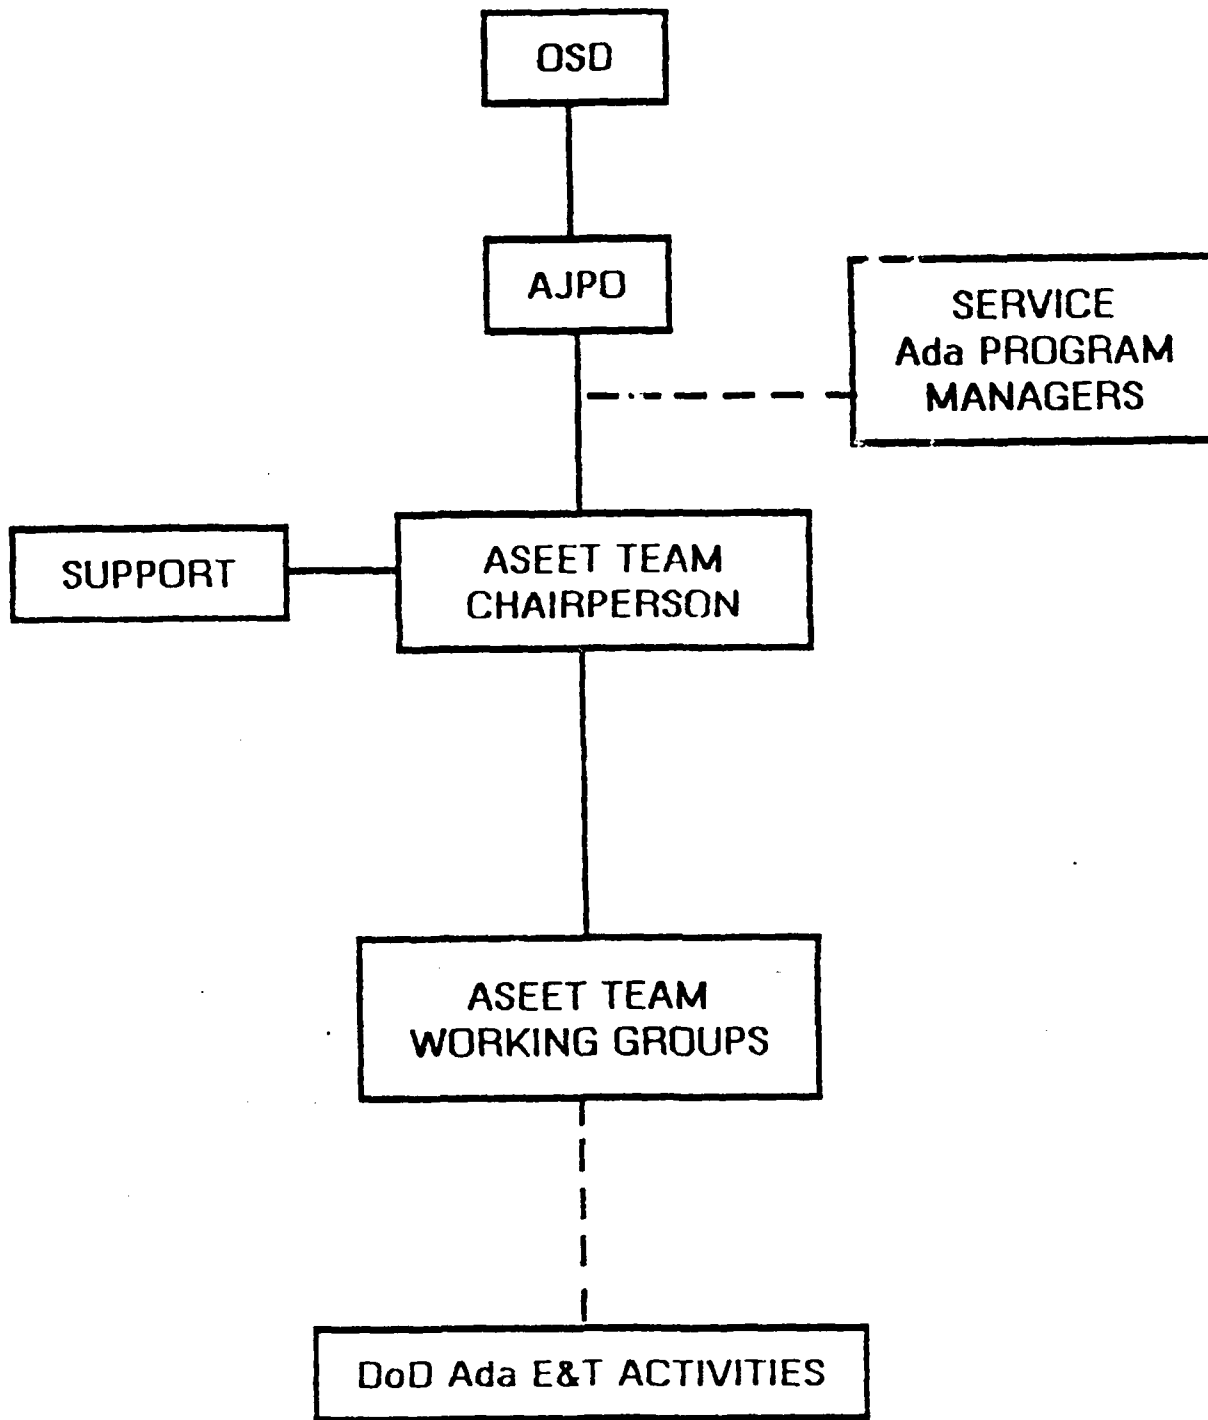 OSD
AJPO
SERVICE
Ada PROGRAM
MANAGERS
SUPPORT
ASEET TEAM
CHAIRPERSON
ASEET TEAM
WORKING GROUPS
DoD Ada E&T ACTIVITIES